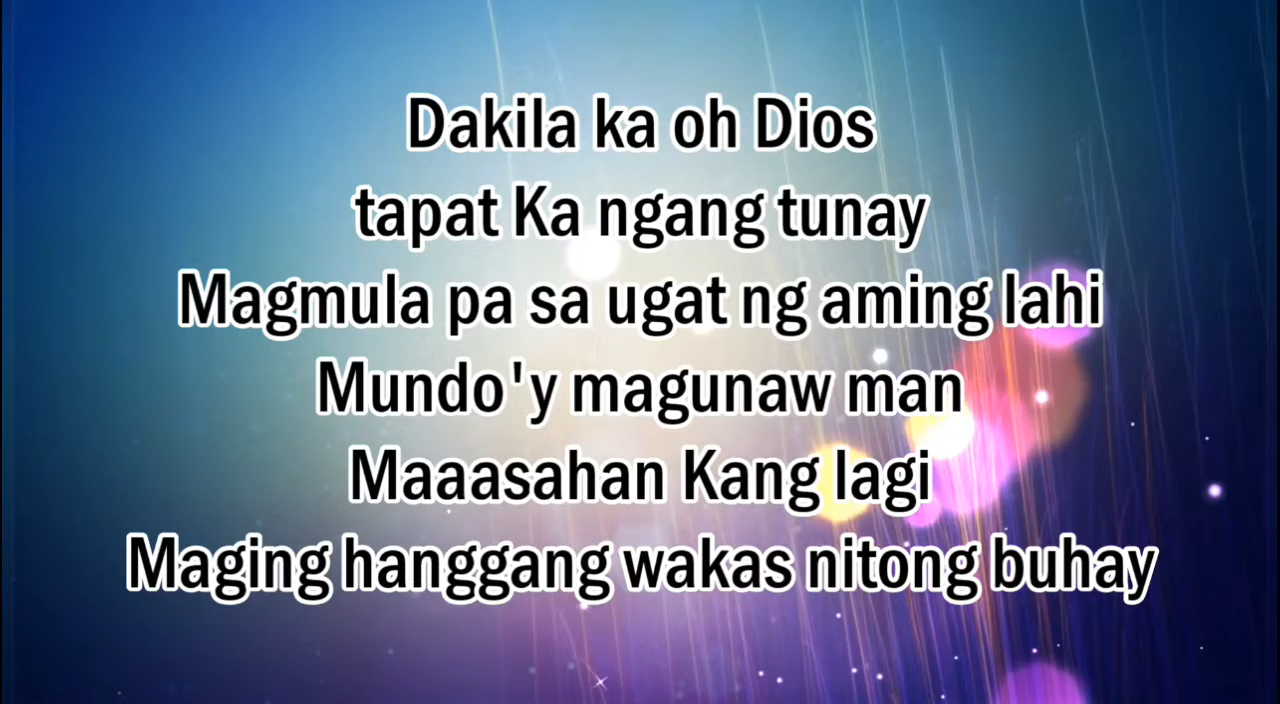 Dakila ka oh Dios
tapat Ka ngang tunay
Magmula pa sa ugat ng aming lahi
Mundo'y magunaw man
Maaasahan Kang lagi
Maging hanggang wakas nitong buhay